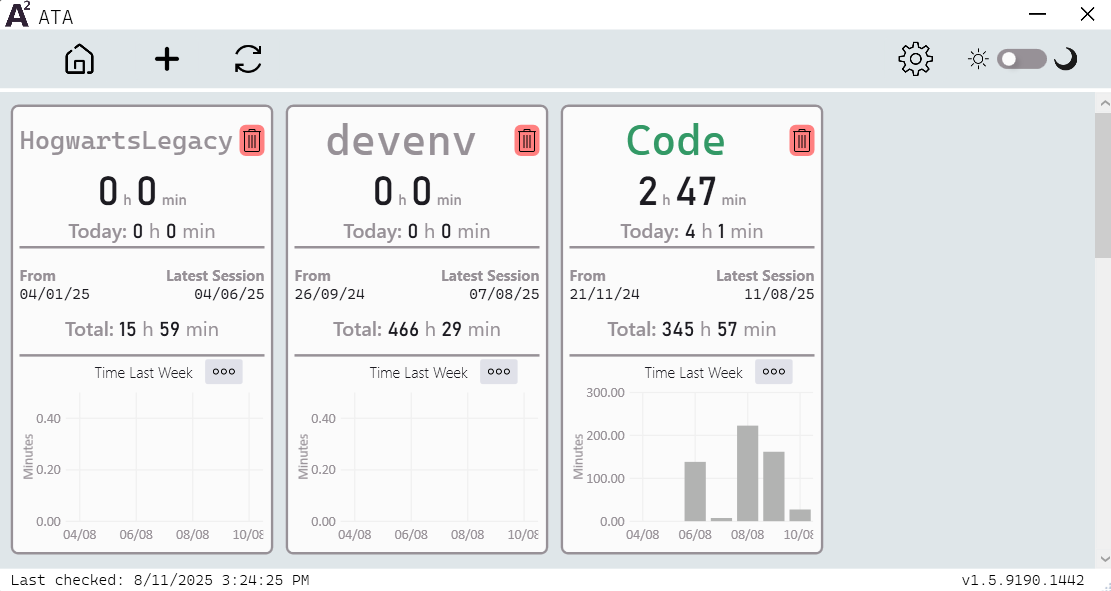 A² ATA
HogwartsLegacy
0 h 0 min
Today: 0 h 0 min
From Latest Session
04/01/25 04/06/25
Total: 15 h 59 min
Time Last Week
0.40
0.20
0.00
Minutes
04/08 06/08 08/08 10/08
devenv
0 h 0 min
Today: 0 h 0 min
From Latest Session
26/09/24 07/08/25
Total: 466 h 29 min
Time Last Week
0.40
0.20
0.00
Minutes
04/08 06/08 08/08 10/08
Code
2 h 47 min
Today: 4 h 1 min
From Latest Session
21/11/24 11/08/25
Total: 345 h 57 min
Time Last Week
300.00
200.00
100.00
0.00
Minutes
04/08 06/08 08/08 10/08
Last checked: 8/11/2025 3:24:25 PM v1.5.9190.1442